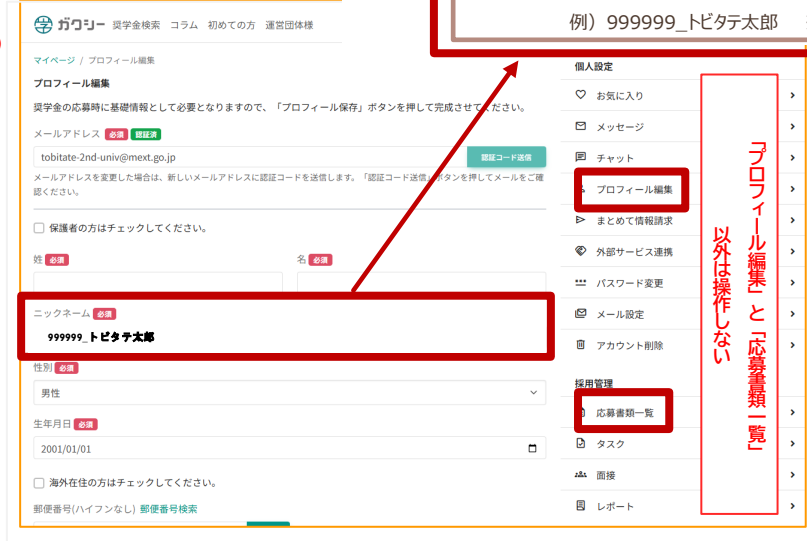 例）999999_トビタテ太郎
ガクシー 奨学金検索 コラム 初めての方 運営団体様
マイページ / プロフィール編集
プロフィール編集
奨学金の応募時に基礎情報として必要となりますので、「プロフィール保存」ボタンを押して完成させてください。
メールアドレス 必須 認証済
tobitate-2nd-univ@mext.go.jp 認証コード送信
メールアドレスを変更した場合は、新しいメールアドレスに認証コードを送信します。「認証コード送信」ボタンを押してメールをご確
認ください。
保護者の方はチェックしてください。
姓 必須 名 必須
ニックネーム 必須
999999_トビタテ太郎
性別 必須
男性
生年月日 必須
2001/01/01
海外在住の方はチェックしてください。
郵便番号(ハイフンなし) 郵便番号検索
個人設定
お気に入り
メッセージ
チャット
プロフィール編集
まとめて情報請求
外部サービス連携
パスワード変更
メール設定
アカウント削除
採用管理
応募書類一覧
タスク
面接
レポート
「プロフィール編集」と「応募書類一覧」
以外は操作しない